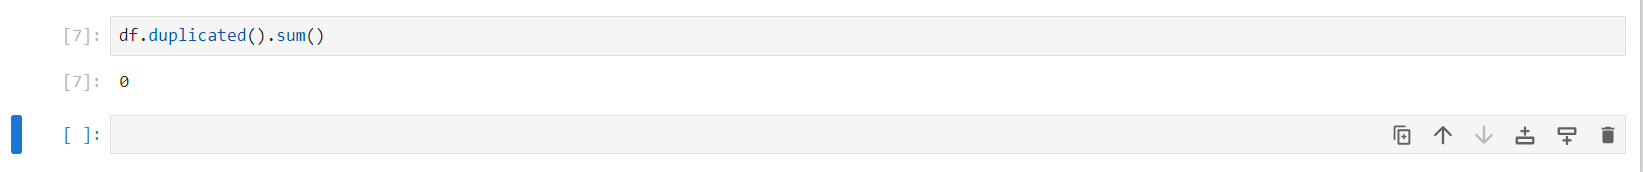 [7]: df.duplicated().sum()
[7]: 0
[ ]: